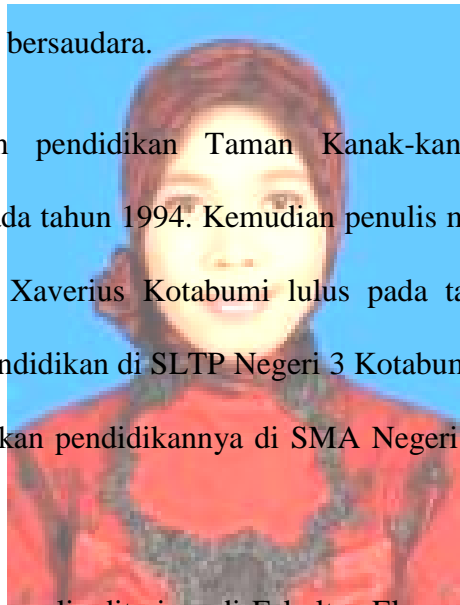 bersaudara.
n pendidikan Taman Kanak-kan
da tahun 1994. Kemudian penulis m
Xaverius Kotabumi lulus pada ta
ndidikan di SLTP Negeri 3 Kotabum
kan pendidikannya di SMA Negeri